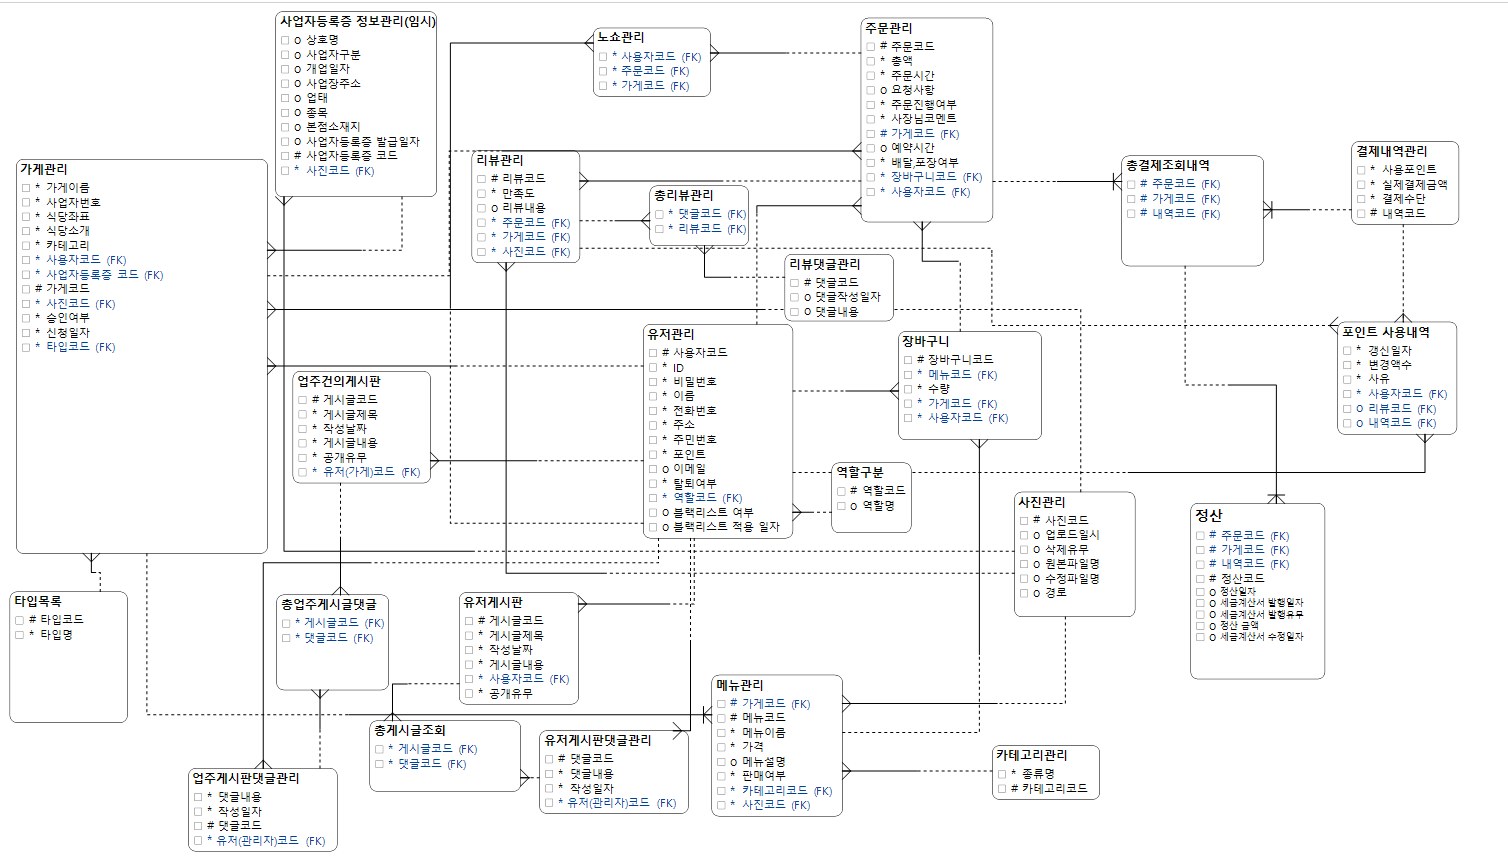 사업자등록증 정보관리(임시)
o 상호명
o 사업자구분
o 개업일자
o 사업장주소
o 업태
o 종목
o 본점소재지
o 사업자등록증 발급일자
# 사업자등록증 코드
* 사진코드 (FK)
노쇼관리
* 사용자코드 (FK)
* 주문코드 (FK)
* 가게코드 (FK)
주문관리
# 주문코드
* 총액
* 주문시간
o 요청사항
* 주문진행여부
* 사장님코멘트
# 가게코드 (FK)
o 예약시간
* 배달,포장여부
* 장바구니코드 (FK)
* 사용자코드 (FK)
가게관리
* 가게이름
* 사업자번호
* 식당좌표
* 식당소개
* 카테고리
* 사용자코드 (FK)
* 사업자등록증 코드 (FK)
# 가게코드
* 사진코드 (FK)
* 승인여부
* 신청일자
* 타입코드 (FK)
리뷰관리
# 리뷰코드
* 만족도
o 리뷰내용
* 주문코드 (FK)
* 가게코드 (FK)
* 사진코드 (FK)
총리뷰관리
* 댓글코드 (FK)
* 리뷰코드 (FK)
총결제조회내역
# 주문코드 (FK)
# 가게코드 (FK)
# 내역코드 (FK)
결제내역관리
* 사용포인트
* 실제결제금액
* 결제수단
# 내역코드
리뷰댓글관리
# 댓글코드
o 댓글작성일자
o 댓글내용
유저관리
# 사용자코드
* ID
* 비밀번호
* 이름
* 전화번호
* 주소
* 주민번호
* 포인트
o 이메일
* 탈퇴여부
* 역할코드 (FK)
o 블랙리스트 여부
o 블랙리스트 적용 일자
장바구니
# 장바구니코드
* 메뉴코드 (FK)
* 수량
* 가게코드 (FK)
* 사용자코드 (FK)
포인트 사용내역
* 갱신일자
* 변경액수
* 사유
* 사용자코드 (FK)
o 리뷰코드 (FK)
o 내역코드 (FK)
업주건의게시판
# 게시글코드
* 게시글제목
* 작성날짜
* 게시글내용
* 공개유무
* 유저(가게)코드 (FK)
역할구분
# 역할코드
o 역할명
사진관리
# 사진코드
o 업로드일시
o 삭제유무
o 원본파일명
o 수정파일명
o 경로
정산
# 주문코드 (FK)
# 가게코드 (FK)
# 내역코드 (FK)
# 정산코드
o 정산일자
o 세금계산서 발행일자
o 세금계산서 발행유무
o 정산 금액
o 세금계산서 수정일자
타입목록
# 타입코드
* 타입명
총업주게시글댓글
* 게시글코드 (FK)
* 댓글코드 (FK)
유저게시판
# 게시글코드
* 게시글제목
* 작성날짜
* 게시글내용
* 사용자코드 (FK)
* 공개유무
총게시글조회
* 게시글코드 (FK)
* 댓글코드 (FK)
유저게시판댓글관리
# 댓글코드
* 댓글내용
* 작성일자
* 유저(관리자)코드 (FK)
메뉴관리
# 가게코드 (FK)
# 메뉴코드
* 메뉴이름
* 가격
o 메뉴설명
* 판매여부
* 카테고리코드 (FK)
* 사진코드 (FK)
카테고리관리
* 종류명
# 카테고리코드
업주게시판댓글관리
* 댓글내용
* 작성일자
# 댓글코드
* 유저(관리자)코드 (FK)